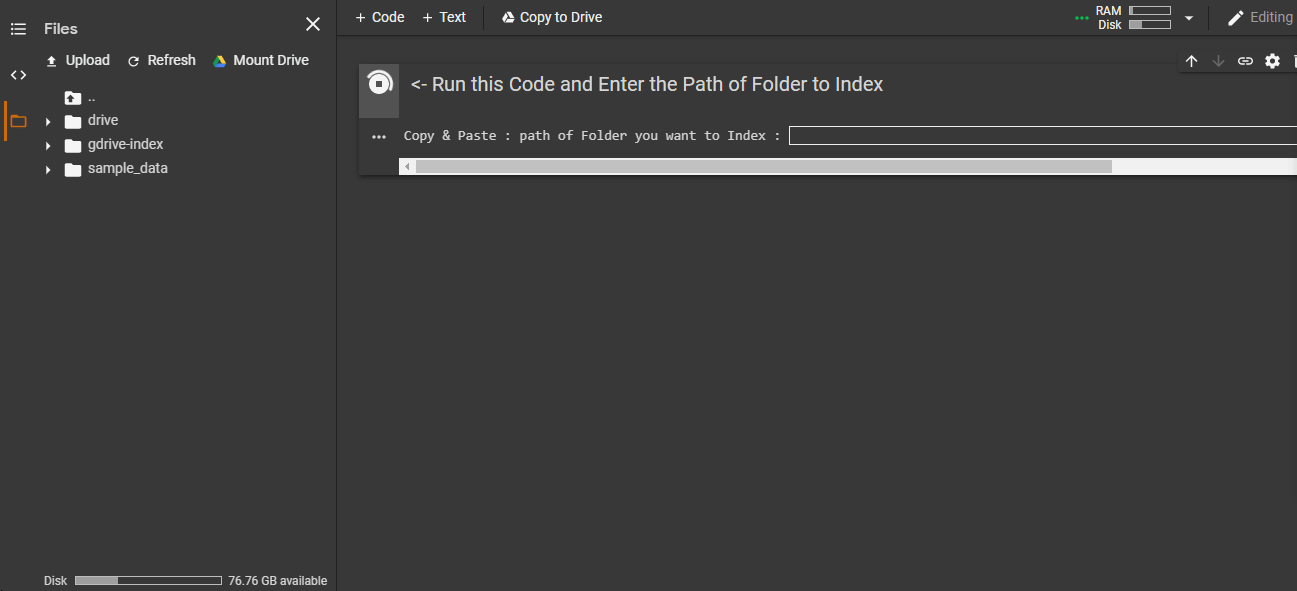 Files
Upload Refresh Mount Drive
..
drive
gdrive-index
sample_data
Disk 76.76 GB available
+ Code + Text Copy to Drive
RAM
Disk
Editing
<- Run this Code and Enter the Path of Folder to Index
Copy & Paste : path of Folder you want to Index :